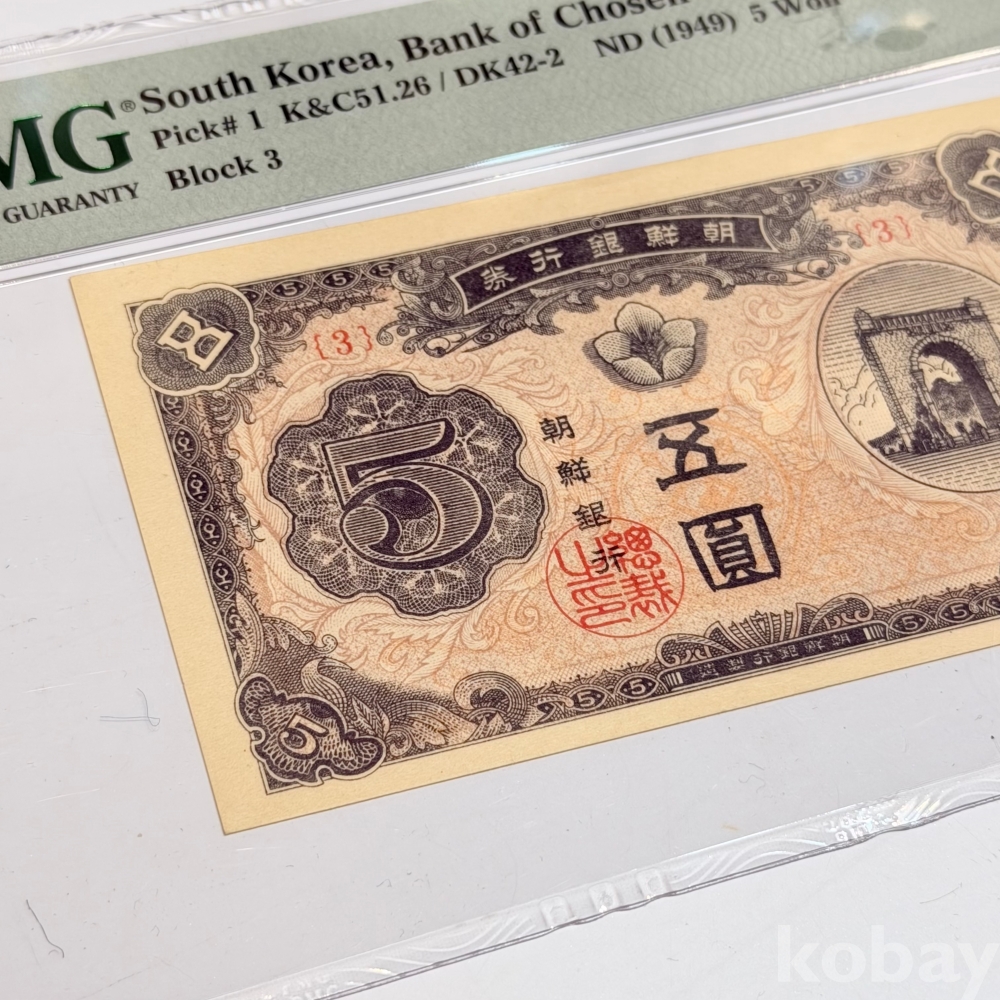 South Korea, Bank of Chosen
Pick# 1 K&C51.26 / DK42-2 ND (1949) 5 Won
Block 3
MG®
GUARANTY
朝鮮銀行券
{3}
{3}
5
朝鮮銀行
五圓
5
kobay